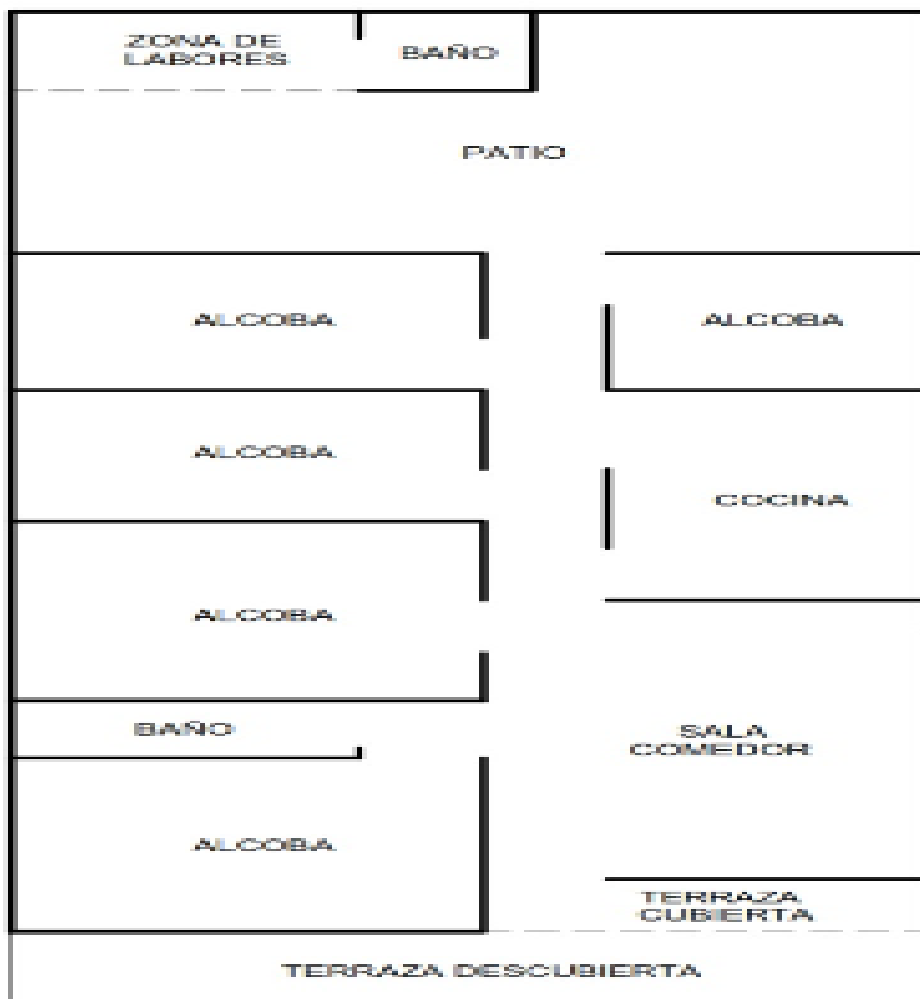 ZONA DE
LABORES
BAÑO
PATIO
ALCOBA
ALCOBA
ALCOBA
COCINA
ALCOBA
BAÑO
SALA
COMEDOR
ALCOBA
TERRAZA
CUBIERTA
TERRAZA DESCUBIERTA